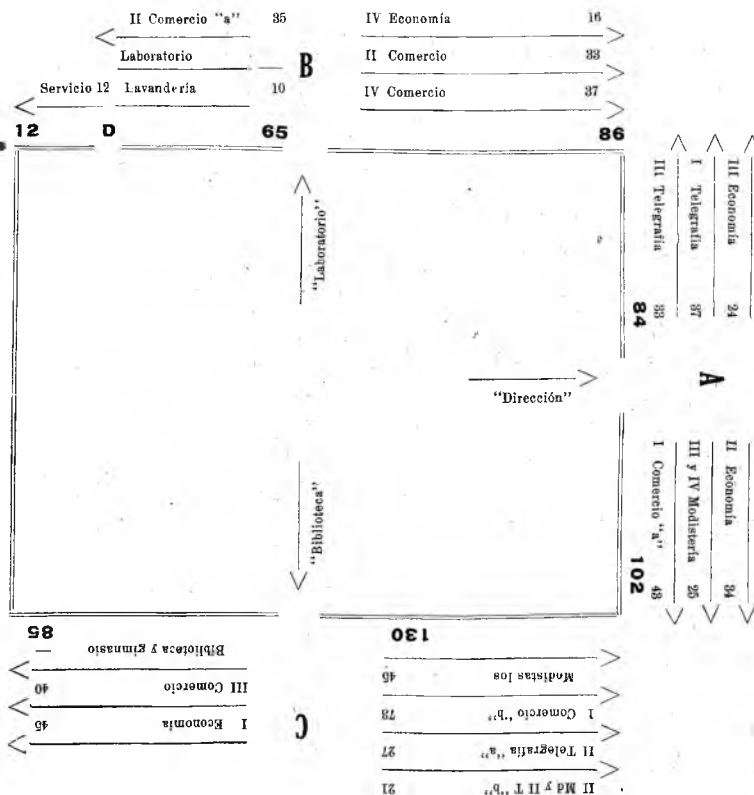 II Comercio "a" 35
Laboratorio —
Servicio 12 Lavandería 10
B
IV Economía 16
II Comercio 33
IV Comercio 37
12 D 65
86
III Economía 24
I Telegrafía 37
III Telegrafía 33
84
"Laboratorio"
A
"Dirección"
II Economía 34
III y IV Modistería 25
I Comercio "a" 43
102
"Biblioteca"
85
130
Biblioteca y gimnasio —
III Comercio 40
I Economía 45
C
Modistas los 45
I Comercio "b" 78
II Telegrafía "a" 27
II Md y II T "b" 21